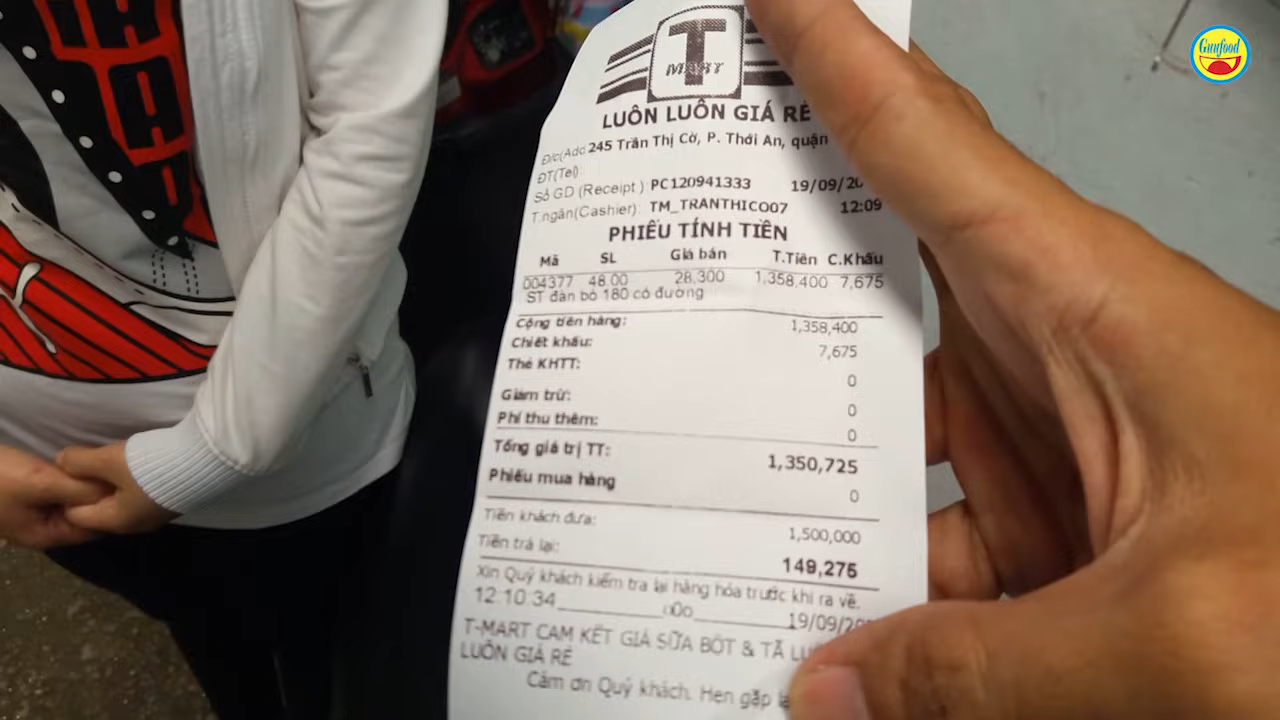 Gunfood
T
MART
LUÔN LUÔN GIÁ RẺ
Đ/c(Add 245 Trần Thị Cờ, P. Thới An, quận
ĐT(Tel):
Số GD (Receipt ) PC120941333 19/09/20
T.ngân(Cashier): TM_TRANTHICO07 12:09
PHIẾU TÍNH TIỀN
Mã SL Giá bán T.Tiền C.Khấu
004377 48.00 28,300 1,358,400 7,675
ST đàn bò 180 có đường
Cộng tiền hàng: 1,358,400
Chiết khấu: 7,675
Thẻ KHTT: 0
Giảm trừ: 0
Phí thu thêm: 0
Tổng giá trị TT: 1,350,725
Phiếu mua hàng 0
Tiền khách đưa: 1,500,000
Tiền trả lại: 149,275
Xin Quý khách kiểm tra lại hàng hóa trước khi ra về.
12:10:34 o0o 19/09/20
T-MART CAM KẾT GIÁ SỮA BỘT & TÃ
LUÔN GIÁ RẺ
Cảm ơn Quý khách. Hẹn gặp